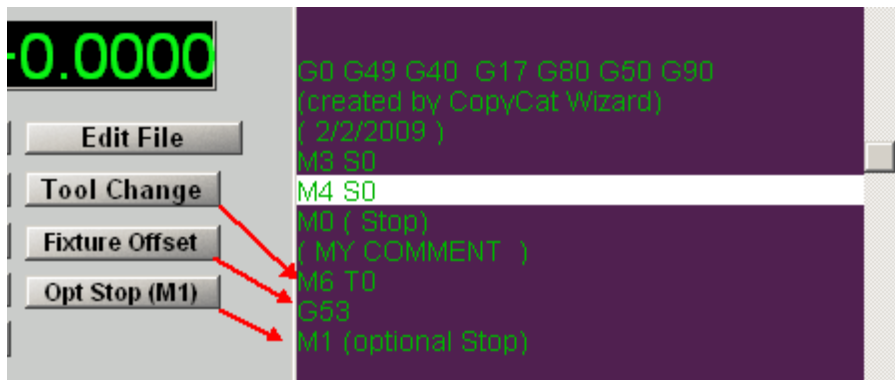 -0.0000
Edit File
Tool Change
Fixture Offset
Opt Stop (M1)
G0 G49 G40  G17 G80 G50 G90
(created by CopyCat Wizard)
( 2/2/2009 )
M3 S0
M4 S0
M0 ( Stop)
( MY COMMENT  )
M6 T0
G53
M1 (optional Stop)